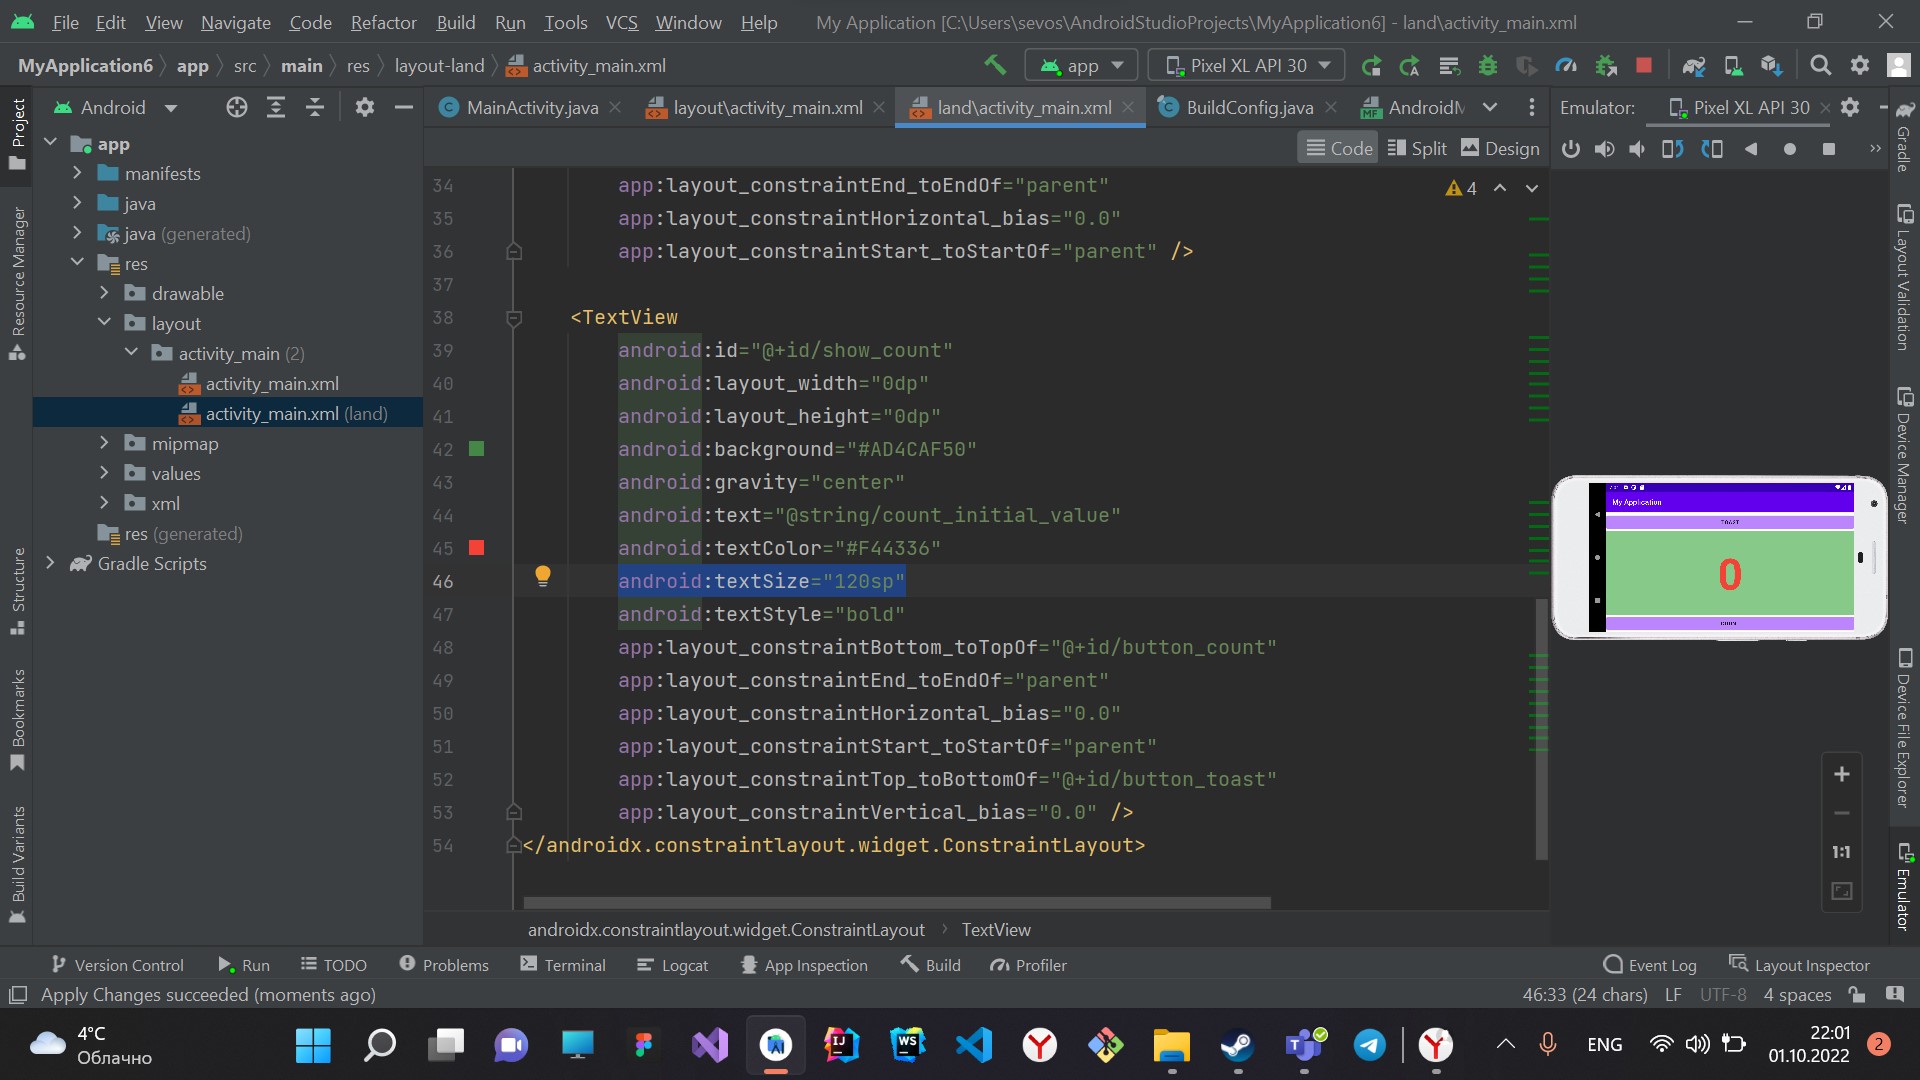 File Edit View Navigate Code Refactor Build Run Tools VCS Window Help My Application [C:\Users\sevos\AndroidStudioProjects\MyApplication6] - land\activity_main.xml
MyApplication6 app src main res layout-land activity_main.xml app Pixel XL API 30
Android
MainActivity.java layout\activity_main.xml land\activity_main.xml BuildConfig.java AndroidM
Emulator: Pixel XL API 30
Code Split Design
Project
Resource Manager
Structure
Bookmarks
Build Variants
app
manifests
java
java (generated)
res
drawable
layout
activity_main (2)
activity_main.xml
activity_main.xml (land)
mipmap
values
xml
res (generated)
Gradle Scripts
4
34 app:layout_constraintEnd_toEndOf="parent"
35 app:layout_constraintHorizontal_bias="0.0"
36 app:layout_constraintStart_toStartOf="parent" />
37
38 <TextView
39 android:id="@+id/show_count"
40 android:layout_width="0dp"
41 android:layout_height="0dp"
42 android:background="#AD4CAF50"
43 android:gravity="center"
44 android:text="@string/count_initial_value"
45 android:textColor="#F44336"
46 android:textSize="120sp"
47 android:textStyle="bold"
48 app:layout_constraintBottom_toTopOf="@+id/button_count"
49 app:layout_constraintEnd_toEndOf="parent"
50 app:layout_constraintHorizontal_bias="0.0"
51 app:layout_constraintStart_toStartOf="parent"
52 app:layout_constraintTop_toBottomOf="@+id/button_toast"
53 app:layout_constraintVertical_bias="0.0" />
54 </androidx.constraintlayout.widget.ConstraintLayout>
androidx.constraintlayout.widget.ConstraintLayout TextView
My Application
TOAST
0
COUNT
1:1
Gradle
Layout Validation
Device Manager
Device File Explorer
Emulator
Version Control Run TODO Problems Terminal Logcat App Inspection Build Profiler Event Log Layout Inspector
Apply Changes succeeded (moments ago) 46:33 (24 chars) LF UTF-8 4 spaces
4°C
Облачно
ENG
22:01
01.10.2022
2